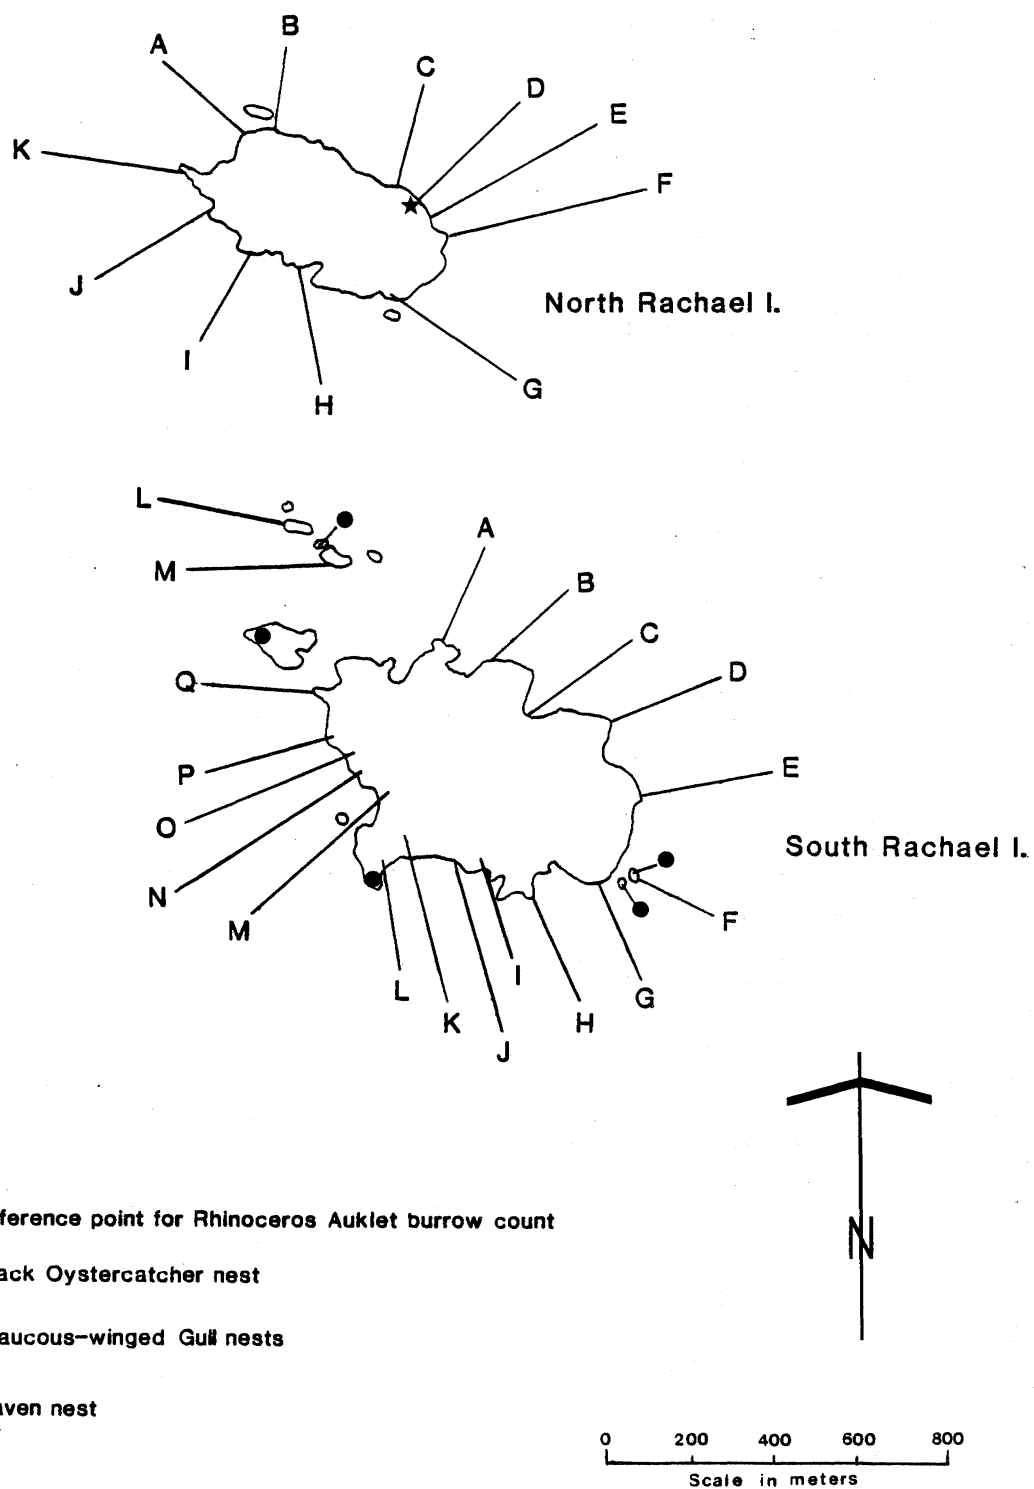 B
A
C
D
E
K
F
J
North Rachael I.
I
G
H
L
A
M
B
C
D
Q
E
P
O
South Rachael I.
N
F
M
I
L
G
K
H
J
N
ference point for Rhinoceros Auklet burrow count
ack Oystercatcher nest
aucous-winged Gull nests
aven nest
0 200 400 600 800
Scale in meters